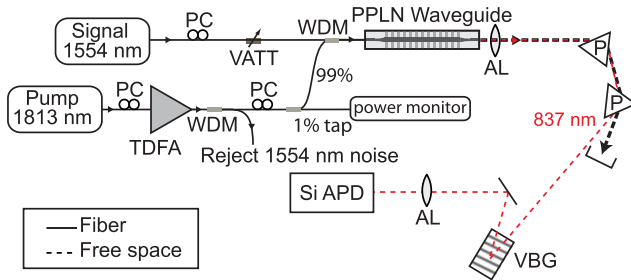 Signal
1554 nm
PC
VATT
WDM
PPLN Waveguide
AL
P
99%
Pump
1813 nm
PC
TDFA
WDM
PC
1% tap
power monitor
Reject 1554 nm noise
P
837 nm
Si APD
AL
VBG
Fiber
Free space